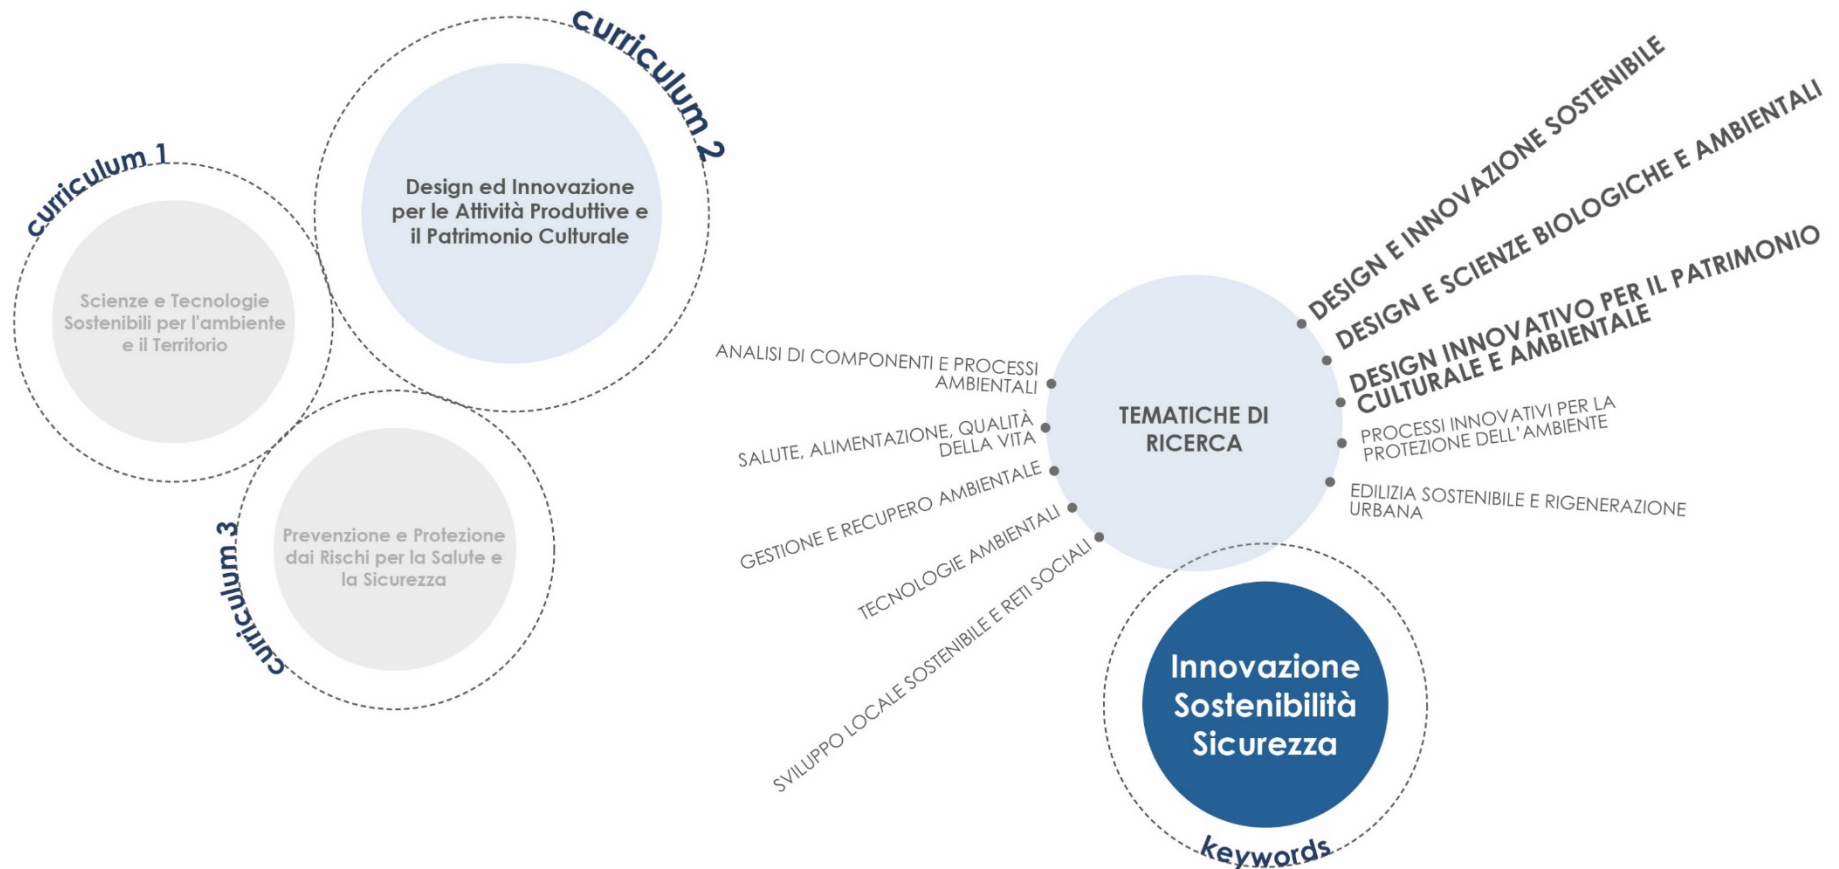 curriculum 1
Scienze e Tecnologie
Sostenibili per l'ambiente
e il Territorio
curriculum 2
Design ed Innovazione
per le Attività Produttive e
il Patrimonio Culturale
curriculum 3
Prevenzione e Protezione
dai Rischi per la Salute e
la Sicurezza
TEMATICHE DI
RICERCA
ANALISI DI COMPONENTI E PROCESSI
AMBIENTALI
SALUTE, ALIMENTAZIONE, QUALITÀ
DELLA VITA
GESTIONE E RECUPERO AMBIENTALE
TECNOLOGIE AMBIENTALI
SVILUPPO LOCALE SOSTENIBILE E RETI SOCIALI
DESIGN E INNOVAZIONE SOSTENIBILE
DESIGN E SCIENZE BIOLOGICHE E AMBIENTALI
DESIGN INNOVATIVO PER IL PATRIMONIO
CULTURALE E AMBIENTALE
PROCESSI INNOVATIVI PER LA
PROTEZIONE DELL'AMBIENTE
EDILIZIA SOSTENIBILE E RIGENERAZIONE
URBANA
Innovazione
Sostenibilità
Sicurezza
keywords